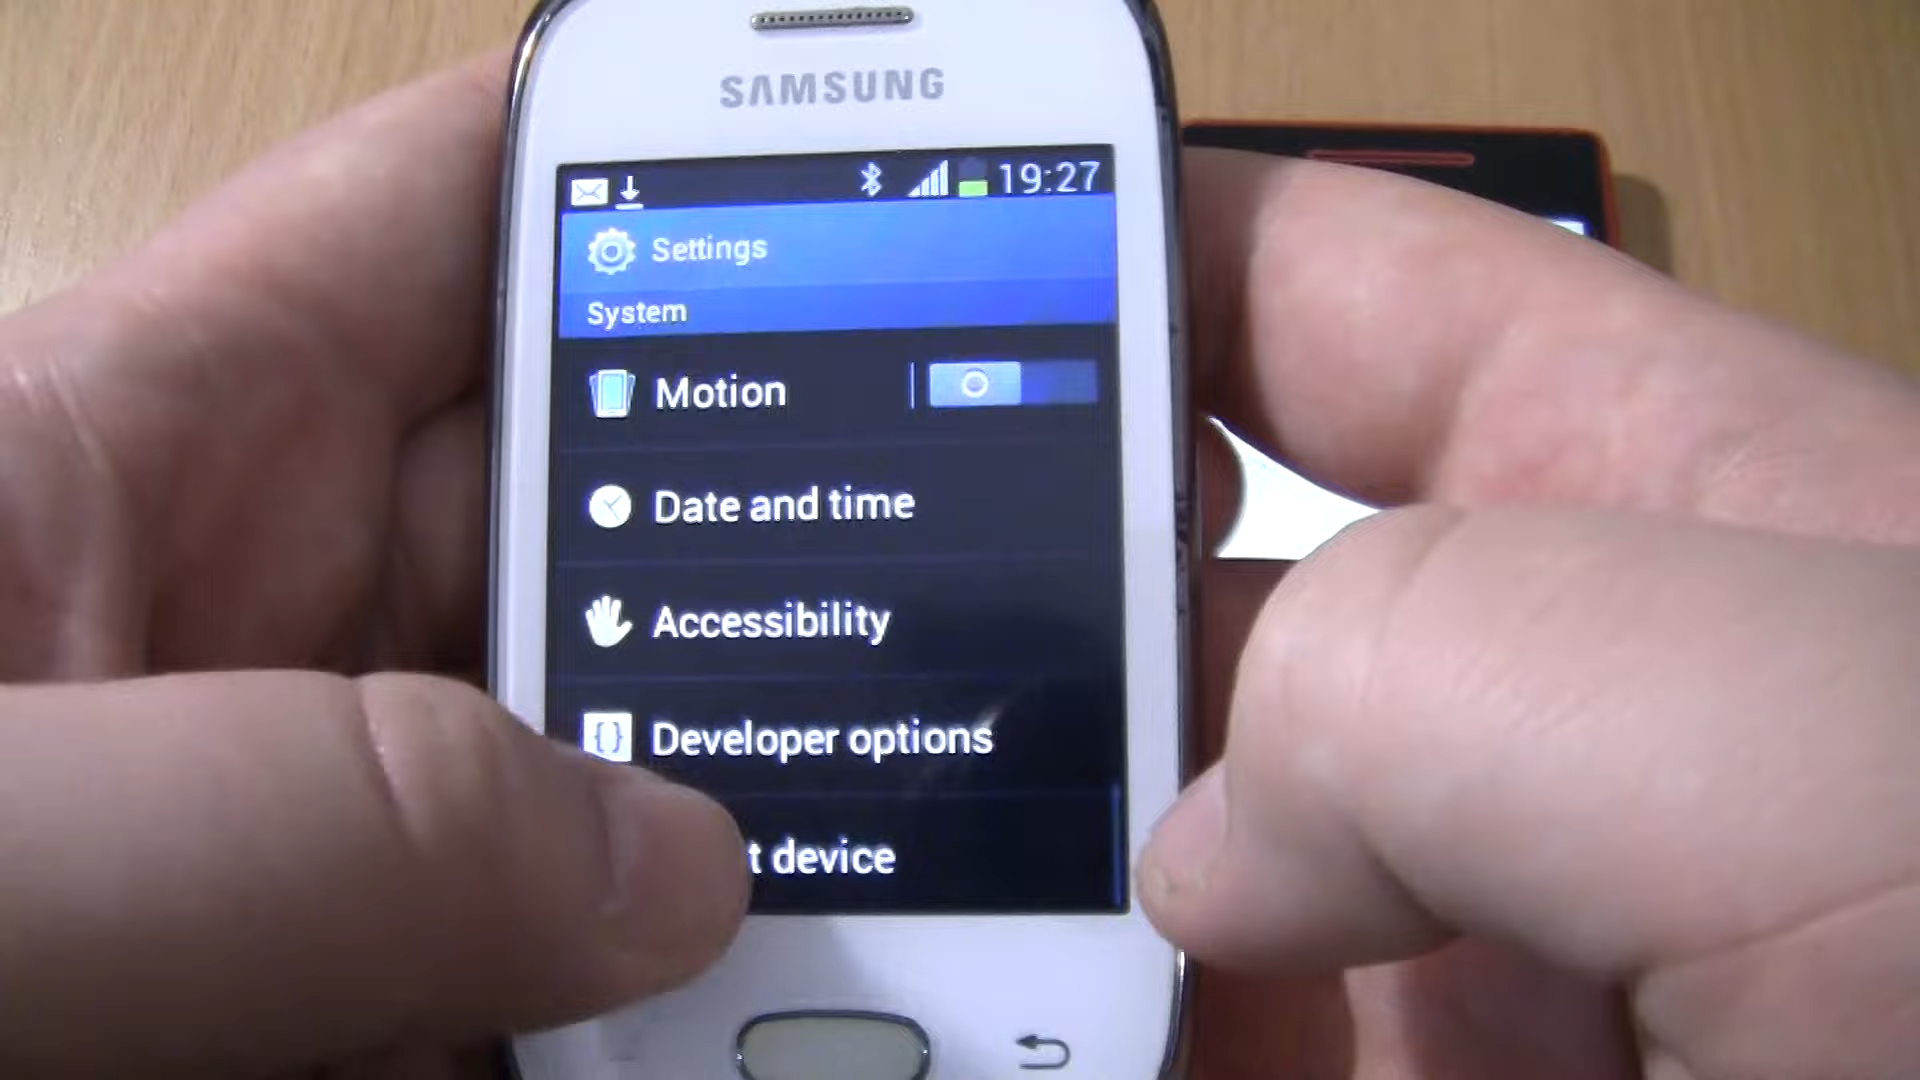 SAMSUNG
19:27
Settings
System
Motion
Date and time
Accessibility
Developer options
t device